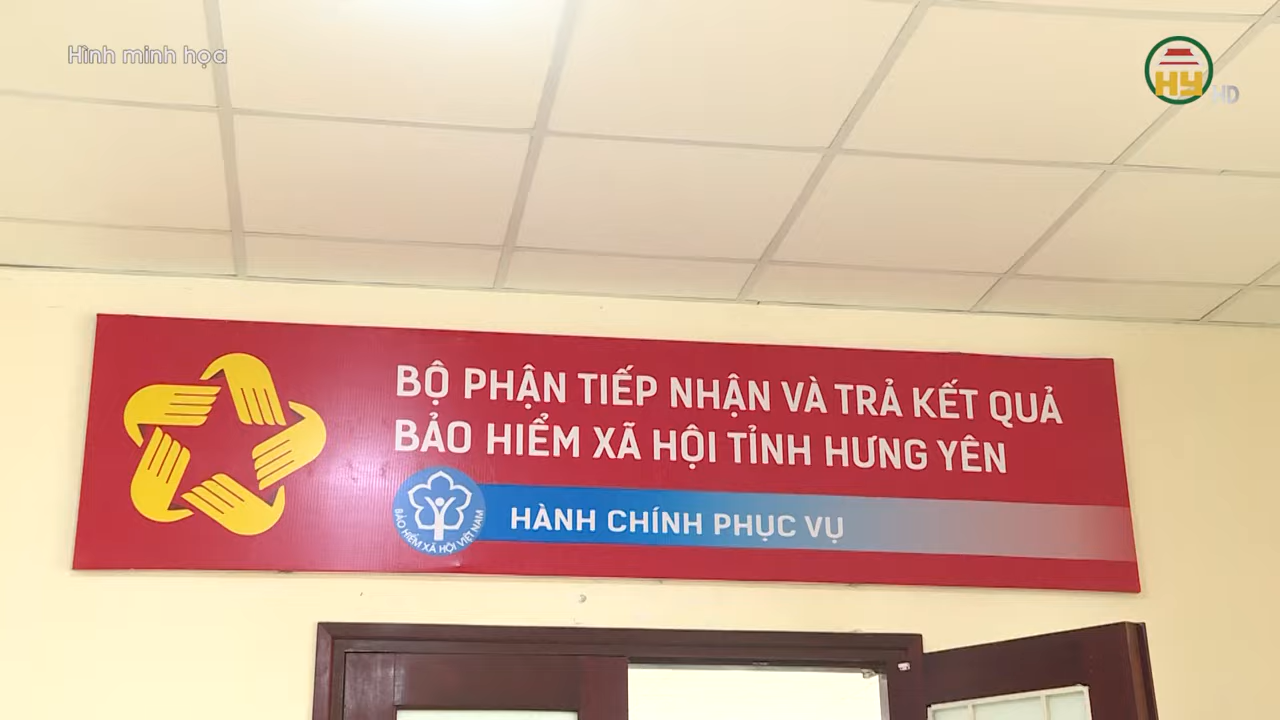 Hình minh họa
HY HD
BỘ PHẬN TIẾP NHẬN VÀ TRẢ KẾT QUẢ
BẢO HIỂM XÃ HỘI TỈNH HƯNG YÊN
BẢO HIỂM XÃ HỘI VIỆT NAM
HÀNH CHÍNH PHỤC VỤ